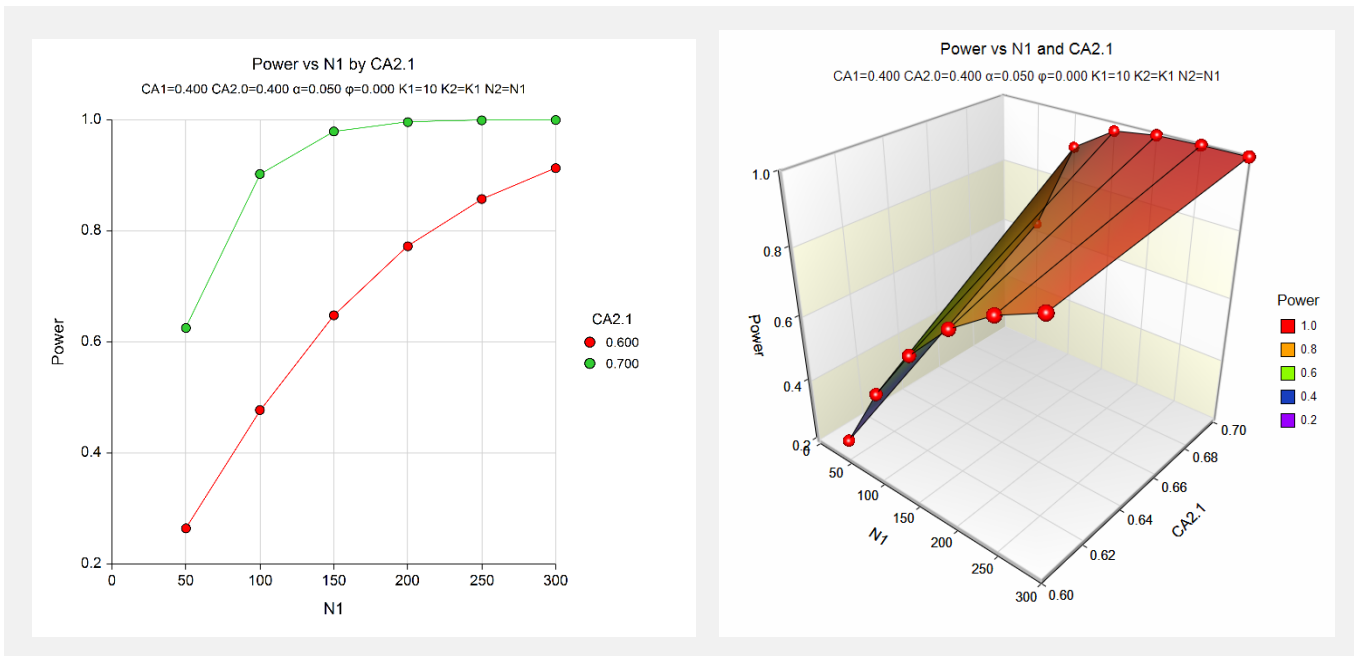 Power vs N1 by CA2.1
CA1=0.400 CA2.0=0.400 α=0.050 φ=0.000 K1=10 K2=K1 N2=N1
1.0
0.8
0.6
0.4
0.2
Power
0 50 100 150 200 250 300
N1
CA2.1
0.600
0.700
Power vs N1 and CA2.1
CA1=0.400 CA2.0=0.400 α=0.050 φ=0.000 K1=10 K2=K1 N2=N1
1.0
0.8
0.6
0.4
0.2
Power
0
50
100
150
200
250
300
N1
0.60
0.62
0.64
0.66
0.68
0.70
CA2.1
Power
1.0
0.8
0.6
0.4
0.2